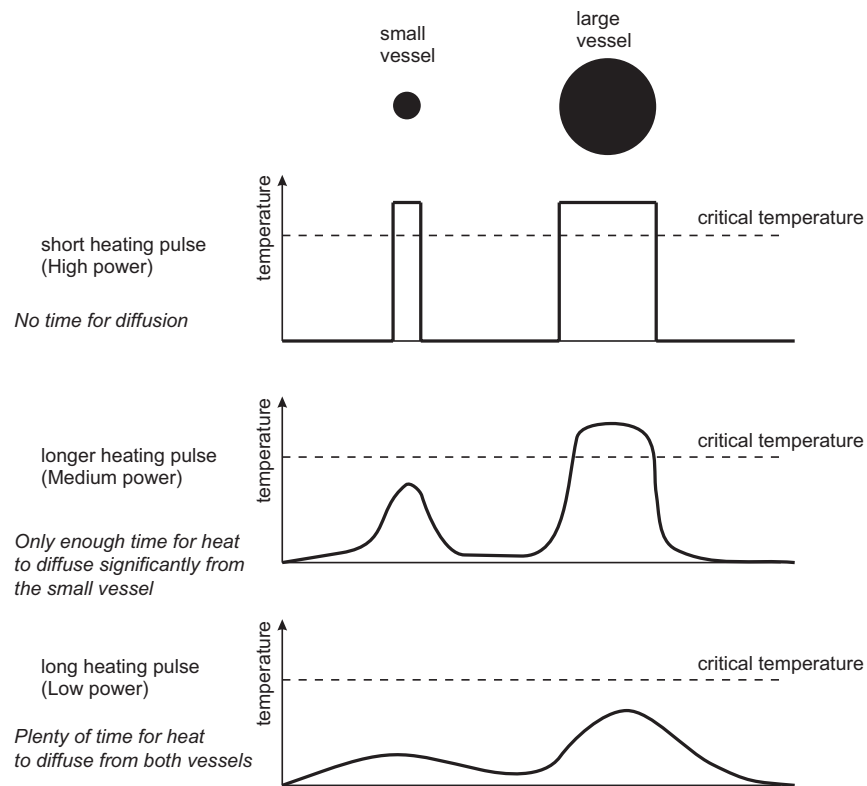 small
vessel
large
vessel
temperature
critical temperature
short heating pulse
(High power)
No time for diffusion
temperature
critical temperature
longer heating pulse
(Medium power)
Only enough time for heat
to diffuse significantly from
the small vessel
temperature
critical temperature
long heating pulse
(Low power)
Plenty of time for heat
to diffuse from both vessels